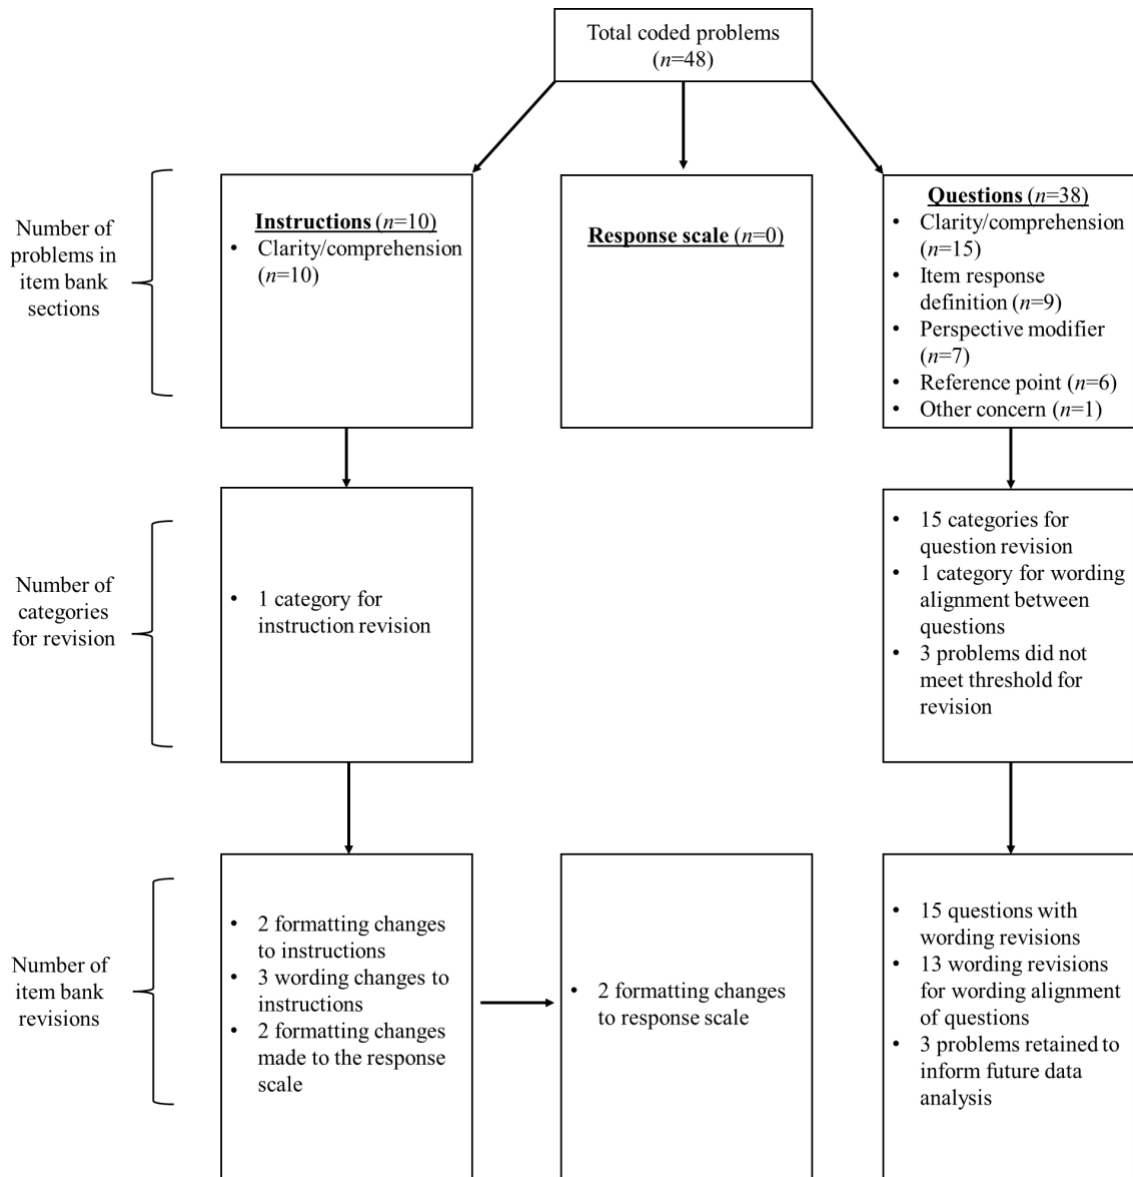 Total coded problems
(n=48)
Number of
problems in
item bank
sections
Instructions (n=10)
• Clarity/comprehension
(n=10)
Response scale (n=0)
Questions (n=38)
• Clarity/comprehension
(n=15)
• Item response
definition (n=9)
• Perspective modifier
(n=7)
• Reference point (n=6)
• Other concern (n=1)
Number of
categories
for revision
• 1 category for
instruction revision
• 15 categories for
question revision
• 1 category for wording
alignment between
questions
• 3 problems did not
meet threshold for
revision
Number of
item bank
revisions
• 2 formatting changes
to instructions
• 3 wording changes to
instructions
• 2 formatting changes
made to the response
scale
• 2 formatting changes
to response scale
• 15 questions with
wording revisions
• 13 wording revisions
for wording alignment
of questions
• 3 problems retained to
inform future data
analysis